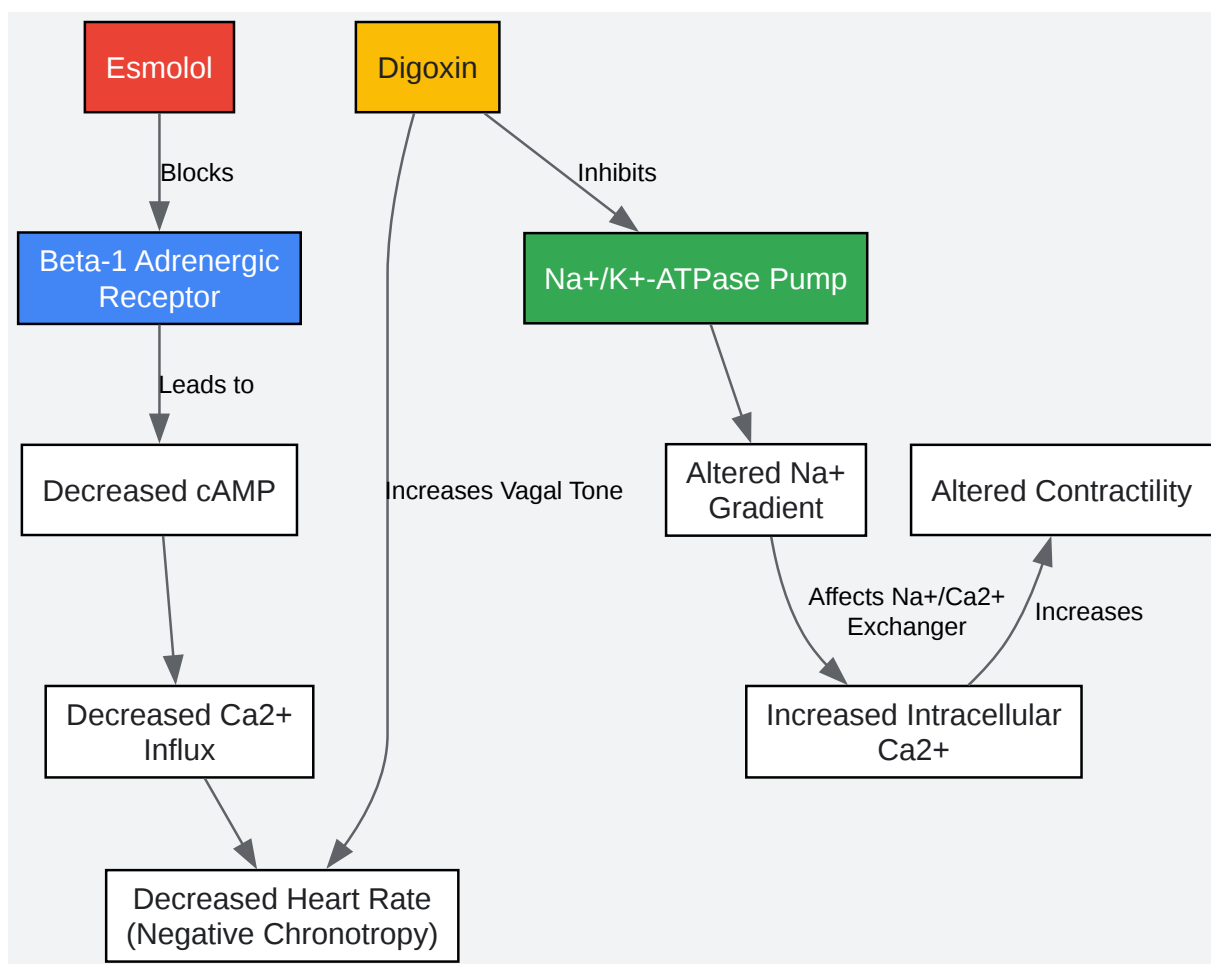 Esmolol
Digoxin
Blocks
Inhibits
Beta-1 Adrenergic
Receptor
Na+/K+-ATPase Pump
Leads to
Decreased cAMP
Increases Vagal Tone
Altered Na+
Gradient
Altered Contractility
Affects Na+/Ca2+
Exchanger
Increases
Decreased Ca2+
Influx
Increased Intracellular
Ca2+
Decreased Heart Rate
(Negative Chronotropy)